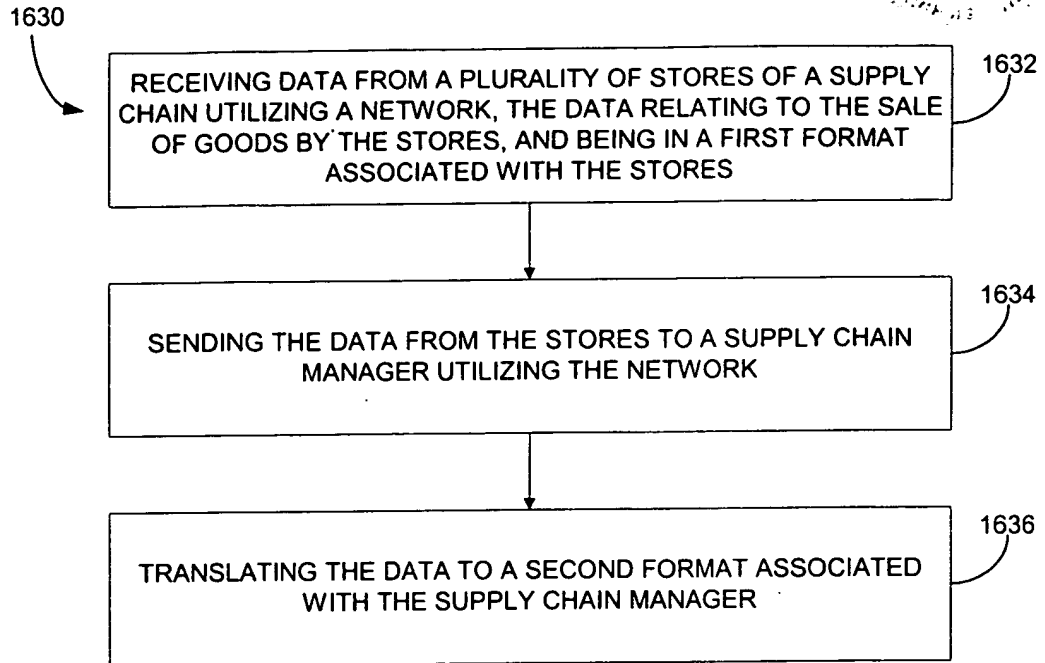 1630
RECEIVING DATA FROM A PLURALITY OF STORES OF A SUPPLY
CHAIN UTILIZING A NETWORK, THE DATA RELATING TO THE SALE
OF GOODS BY THE STORES, AND BEING IN A FIRST FORMAT
ASSOCIATED WITH THE STORES
1632
SENDING THE DATA FROM THE STORES TO A SUPPLY CHAIN
MANAGER UTILIZING THE NETWORK
1634
TRANSLATING THE DATA TO A SECOND FORMAT ASSOCIATED
WITH THE SUPPLY CHAIN MANAGER
1636